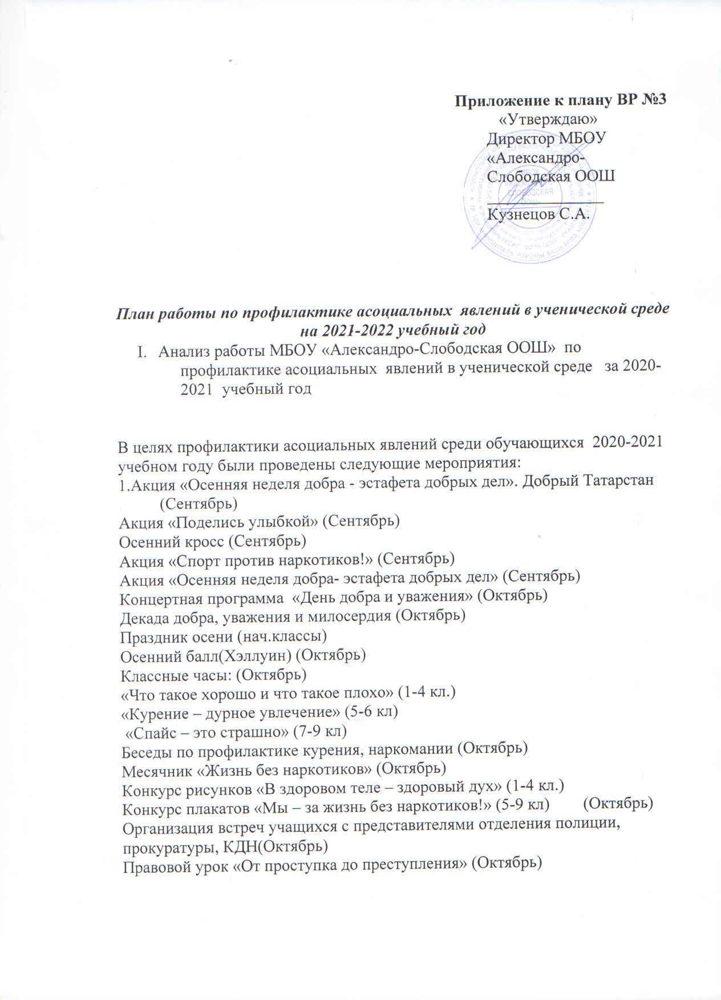 Приложение к плану ВР №3
«Утверждаю»
Директор МБОУ
«Александро-
Слободская ООШ
Кузнецов С.А.
МБОУ
СЛОБОДСКАЯ
ООШ
План работы по профилактике асоциальных явлений в ученической среде
на 2021-2022 учебный год
I. Анализ работы МБОУ «Александро-Слободская ООШ» по
профилактике асоциальных явлений в ученической среде за 2020-
2021 учебный год
В целях профилактики асоциальных явлений среди обучающихся 2020-2021
учебном году были проведены следующие мероприятия:
1.Акция «Осенняя неделя добра - эстафета добрых дел». Добрый Татарстан
(Сентябрь)
Акция «Поделись улыбкой» (Сентябрь)
Осенний кросс (Сентябрь)
Акция «Спорт против наркотиков!» (Сентябрь)
Акция «Осенняя неделя добра- эстафета добрых дел» (Сентябрь)
Концертная программа «День добра и уважения» (Октябрь)
Декада добра, уважения и милосердия (Октябрь)
Праздник осени (нач.классы)
Осенний балл(Хэллуин) (Октябрь)
Классные часы: (Октябрь)
«Что такое хорошо и что такое плохо» (1-4 кл.)
«Курение – дурное увлечение» (5-6 кл)
«Спайс – это страшно» (7-9 кл)
Беседы по профилактике курения, наркомании (Октябрь)
Месячник «Жизнь без наркотиков» (Октябрь)
Конкурс рисунков «В здоровом теле – здоровый дух» (1-4 кл.)
Конкурс плакатов «Мы – за жизнь без наркотиков!» (5-9 кл) (Октябрь)
Организация встреч учащихся с представителями отделения полиции,
прокуратуры, КДН(Октябрь)
Правовой урок «От проступка до преступления» (Октябрь)